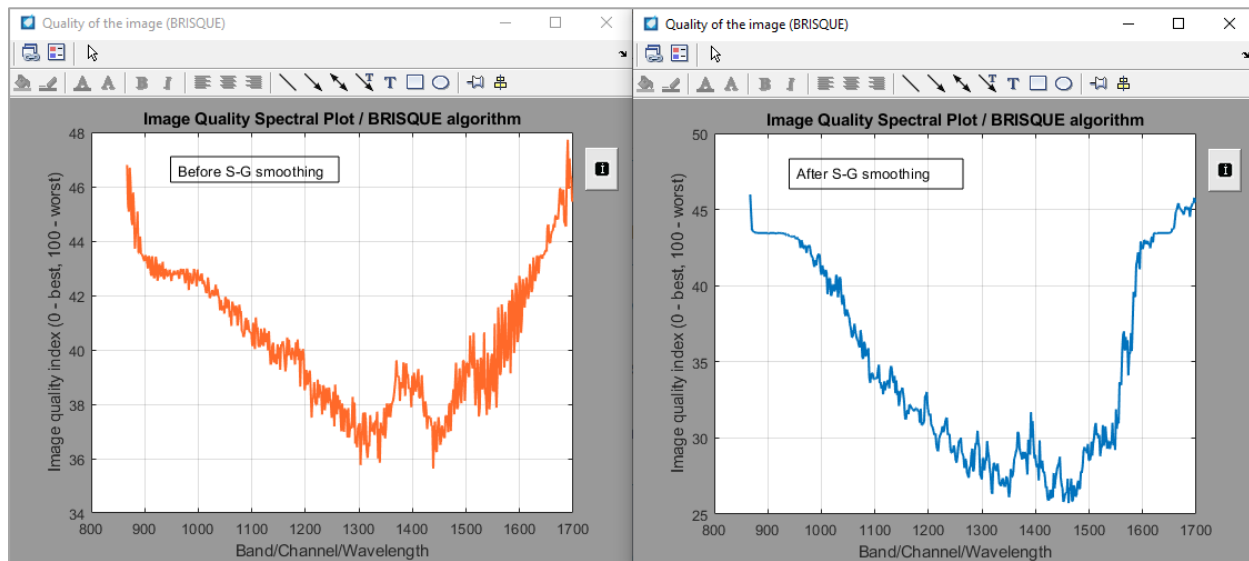 Quality of the image (BRISQUE)
A A B I T T
Image Quality Spectral Plot / BRISQUE algorithm
Before S-G smoothing
Image quality index (0 - best, 100 - worst)
48
46
44
42
40
38
36
34
800 900 1000 1100 1200 1300 1400 1500 1600 1700
Band/Channel/Wavelength
Quality of the image (BRISQUE)
A A B I T T
Image Quality Spectral Plot / BRISQUE algorithm
After S-G smoothing
Image quality index (0 - best, 100 - worst)
50
45
40
35
30
25
800 900 1000 1100 1200 1300 1400 1500 1600 1700
Band/Channel/Wavelength